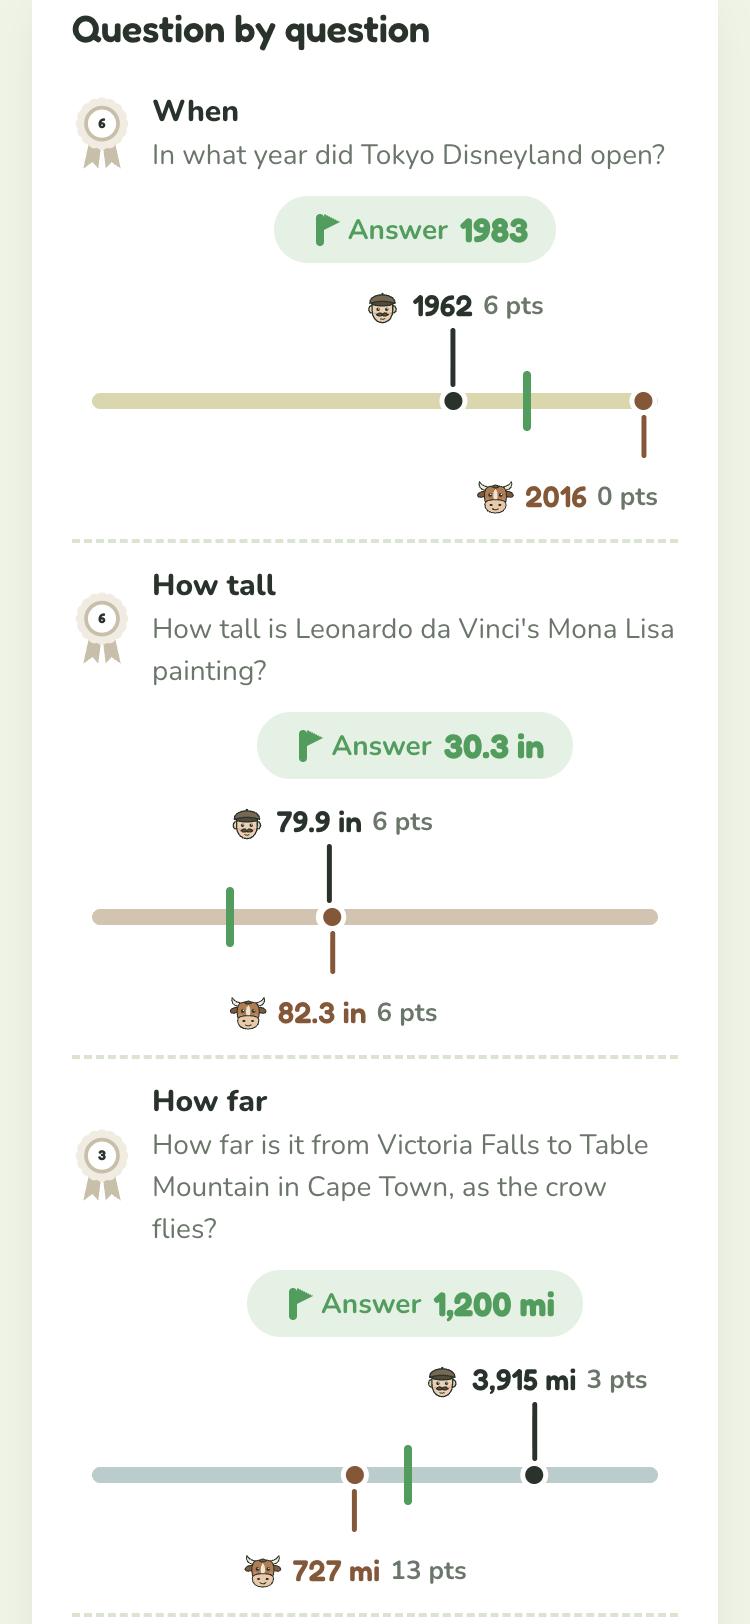 Question by question
6
When
In what year did Tokyo Disneyland open?
Answer 1983
1962 6 pts
2016 0 pts
6
How tall
How tall is Leonardo da Vinci's Mona Lisa
painting?
Answer 30.3 in
79.9 in 6 pts
82.3 in 6 pts
How far
3
How far is it from Victoria Falls to Table
Mountain in Cape Town, as the crow
flies?
Answer 1,200 mi
3,915 mi 3 pts
727 mi 13 pts